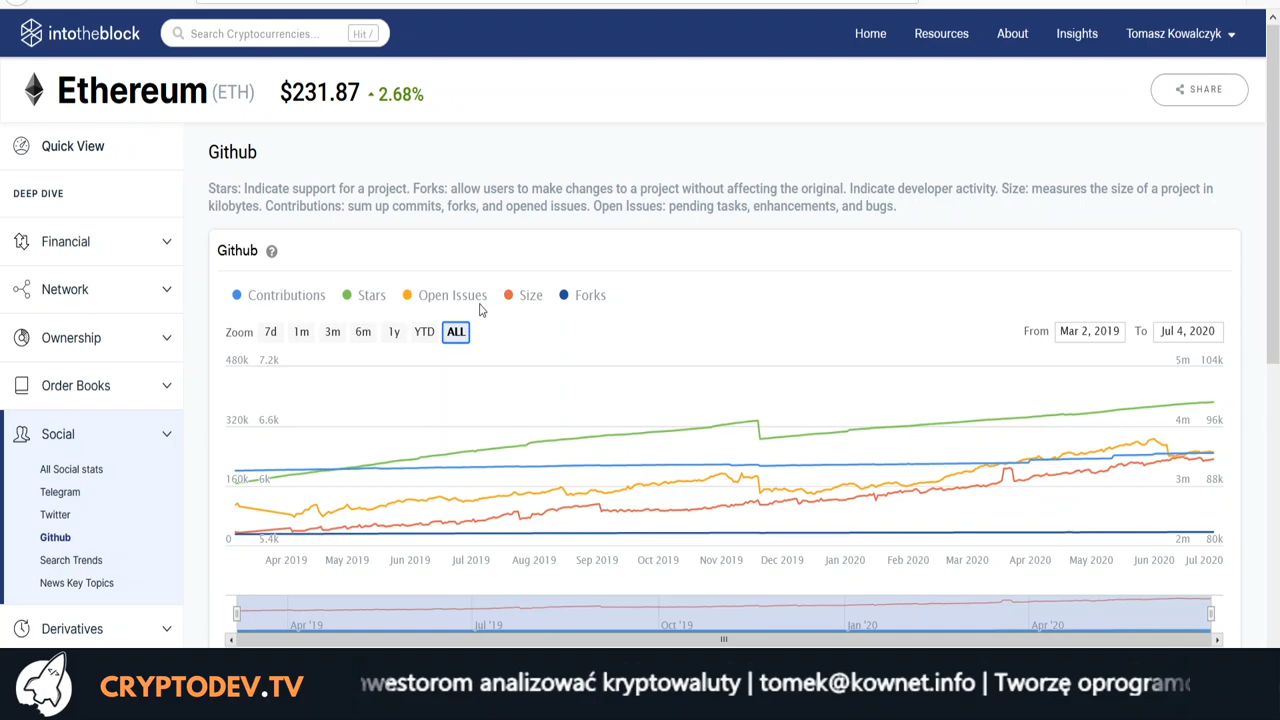 intotheblock
Search Cryptocurrencies...
Hit /
Home
Resources
About
Insights
Tomasz Kowalczyk
Ethereum (ETH) $231.87 2.68%
SHARE
Quick View
DEEP DIVE
Financial
Network
Ownership
Order Books
Social
All Social stats
Telegram
Twitter
Github
Search Trends
News Key Topics
Derivatives
Github
Stars: Indicate support for a project. Forks: allow users to make changes to a project without affecting the original. Indicate developer activity. Size: measures the size of a project in
kilobytes. Contributions: sum up commits, forks, and opened issues. Open Issues: pending tasks, enhancements, and bugs.
Github ?
Contributions Stars Open Issues Size Forks
Zoom 7d 1m 3m 6m 1y YTD ALL
From Mar 2, 2019 To Jul 4, 2020
480k 7.2k 5m 104k
320k 6.6k 4m 96k
160k 6k 3m 88k
0 5.4k 2m 80k
Apr 2019 May 2019 Jun 2019 Jul 2019 Aug 2019 Sep 2019 Oct 2019 Nov 2019 Dec 2019 Jan 2020 Feb 2020 Mar 2020 Apr 2020 May 2020 Jun 2020 Jul 2020
Apr '19 Jul '19 Oct '19 Jan '20 Apr '20
CRYPTODEV.TV
nwestorom analizować kryptowaluty | tomek@kownet.info | Tworzę oprogramo